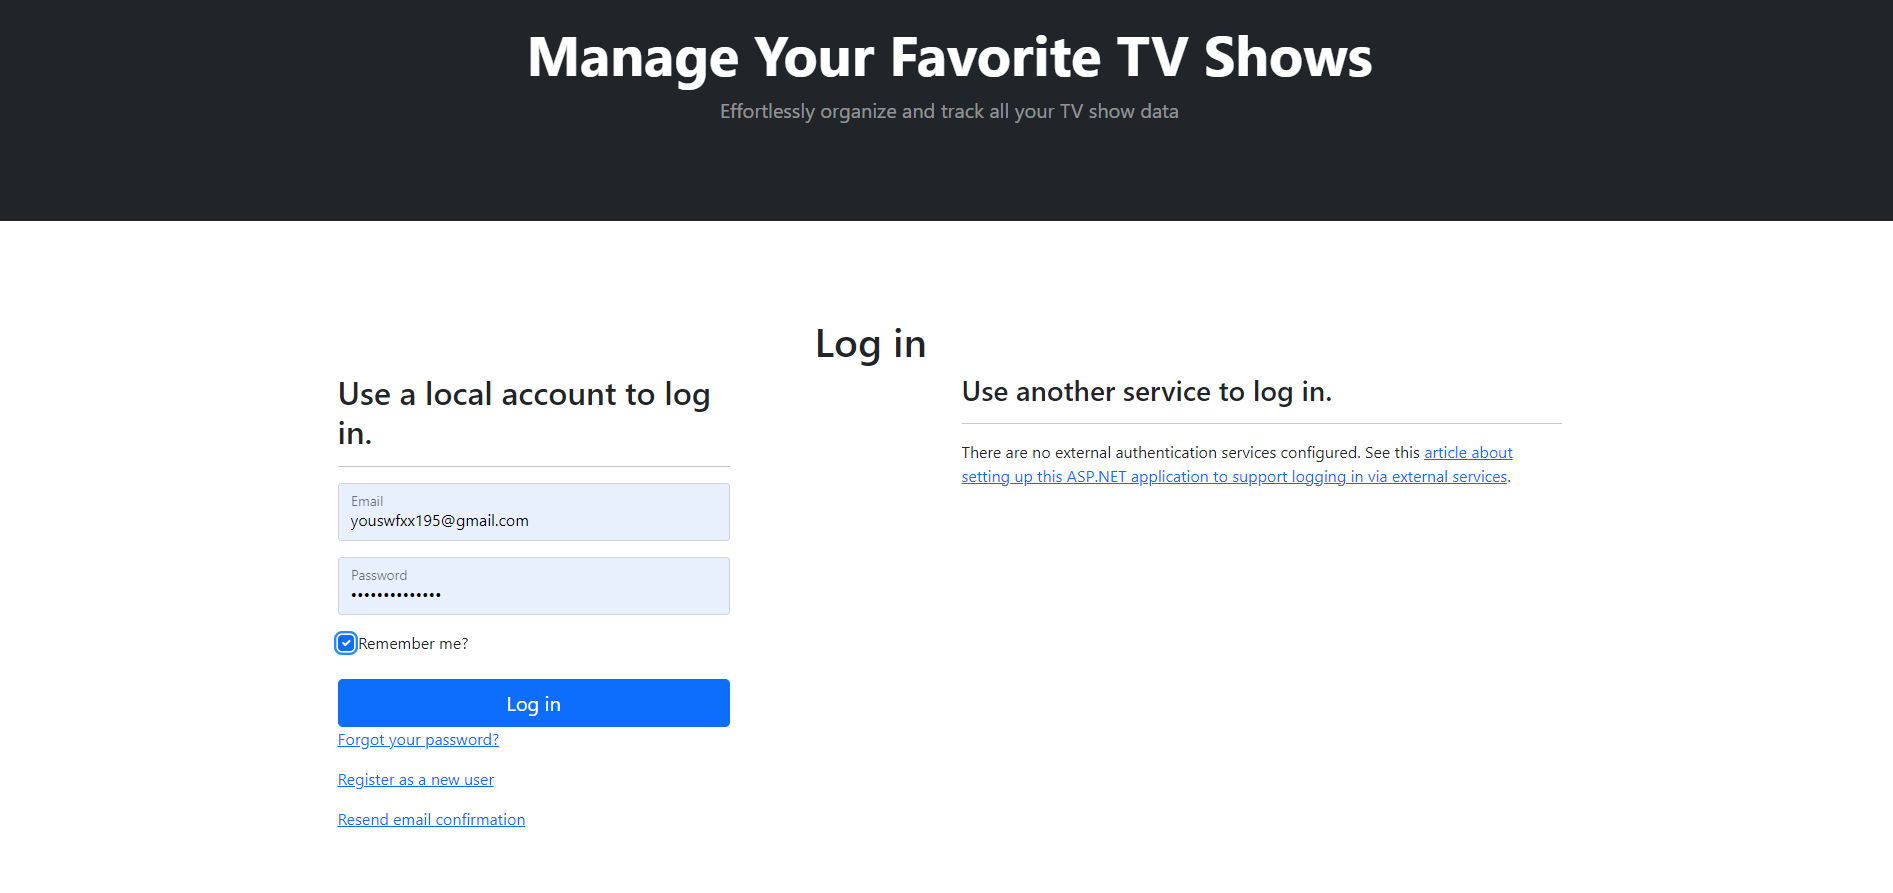 Manage Your Favorite TV Shows
Effortlessly organize and track all your TV show data
Log in
Use a local account to log
in.
Email
youswfxx195@gmail.com
Password
••••••••••••••
Remember me?
Log in
Forgot your password?
Register as a new user
Resend email confirmation
Use another service to log in.
There are no external authentication services configured. See this article about
setting up this ASP.NET application to support logging in via external services.